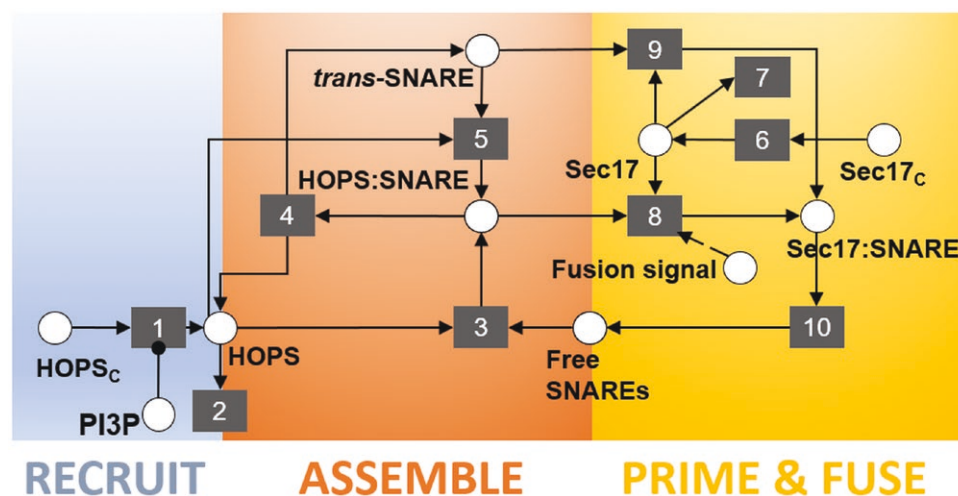 9
trans-SNARE
7
5
6
Sec17
Sec17C
HOPS:SNARE
4
8
Sec17:SNARE
Fusion signal
1
3
10
HOPSC
HOPS
Free
SNAREs
PI3P
2
RECRUIT
ASSEMBLE
PRIME & FUSE